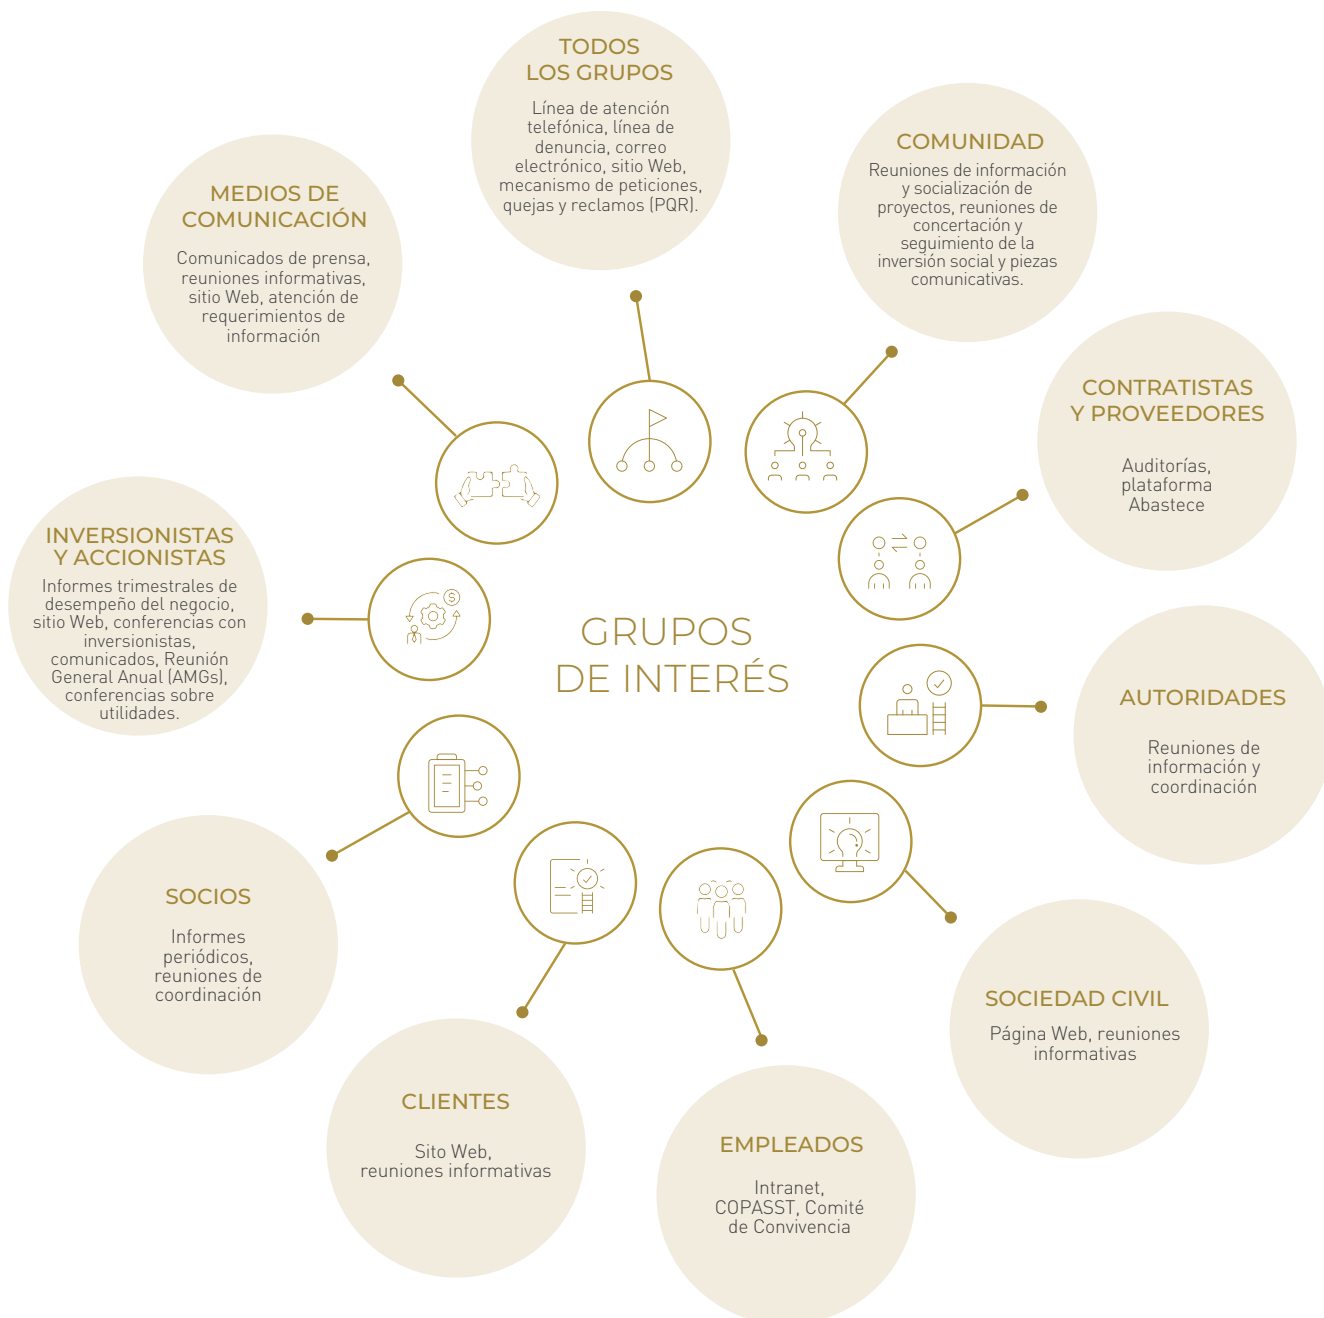 TODOS
LOS GRUPOS
Línea de atención
telefónica, línea de
denuncia, correo
electrónico, sitio Web,
mecanismo de peticiones,
quejas y reclamos (PQR).
COMUNIDAD
Reuniones de información
y socialización de
proyectos, reuniones de
concertación y
seguimiento de la
inversión social y piezas
comunicativas.
CONTRATISTAS
Y PROVEEDORES
Auditorías,
plataforma
Abastece
AUTORIDADES
Reuniones de
información y
coordinación
SOCIEDAD CIVIL
Página Web, reuniones
informativas
EMPLEADOS
Intranet,
COPASST, Comité
de Convivencia
CLIENTES
Sito Web,
reuniones informativas
SOCIOS
Informes
periódicos,
reuniones de
coordinación
INVERSIONISTAS
Y ACCIONISTAS
Informes trimestrales de
desempeño del negocio,
sitio Web, conferencias con
inversionistas,
comunicados, Reunión
General Anual (AMGs),
conferencias sobre
utilidades.
MEDIOS DE
COMUNICACIÓN
Comunicados de prensa,
reuniones informativas,
sitio Web, atención de
requerimientos de
información
GRUPOS
DE INTERÉS
$